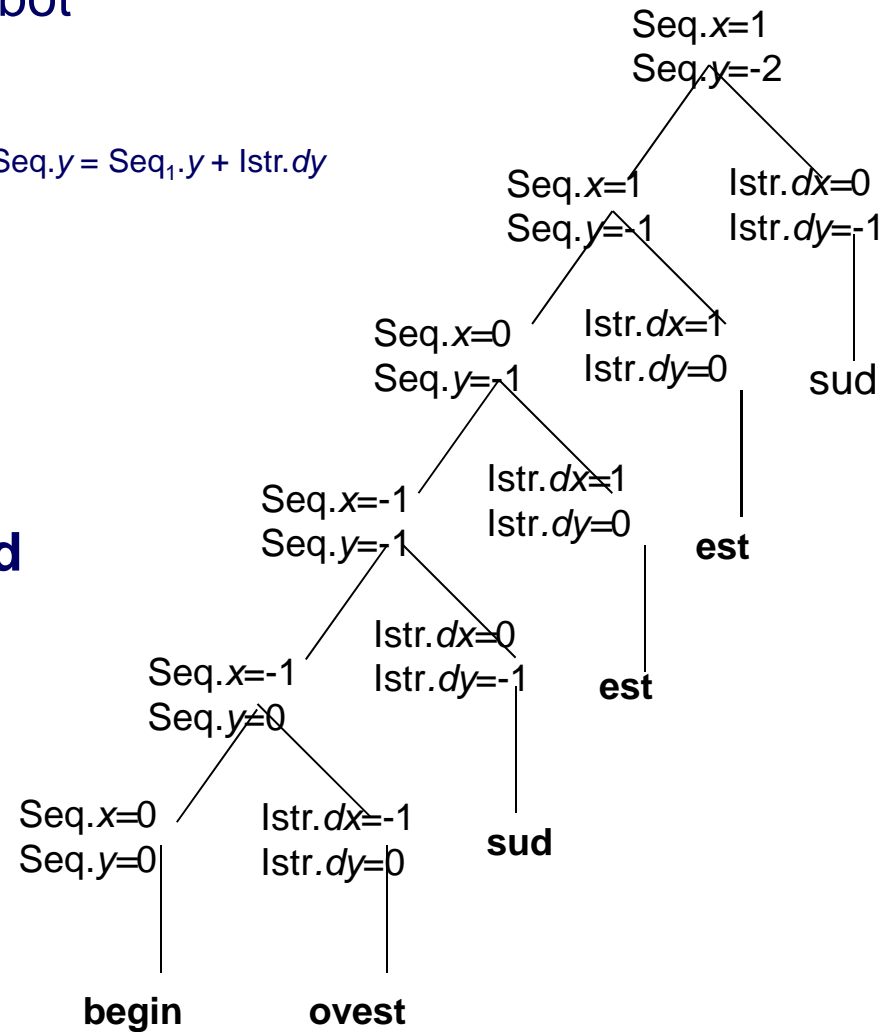 bot
Seq.x=1
Seq.y=-2
Seq.y = Seq₁.y + Istr.dy
Seq.x=1
Seq.y=-1
Istr.dx=0
Istr.dy=-1
Seq.x=0
Seq.y=-1
Istr.dx=1
Istr.dy=0
sud
Seq.x=-1
Seq.y=-1
Istr.dx=1
Istr.dy=0
est
d
Seq.x=-1
Seq.y=0
Istr.dx=0
Istr.dy=-1
est
Seq.x=0
Seq.y=0
Istr.dx=-1
Istr.dy=0
sud
begin
ovest